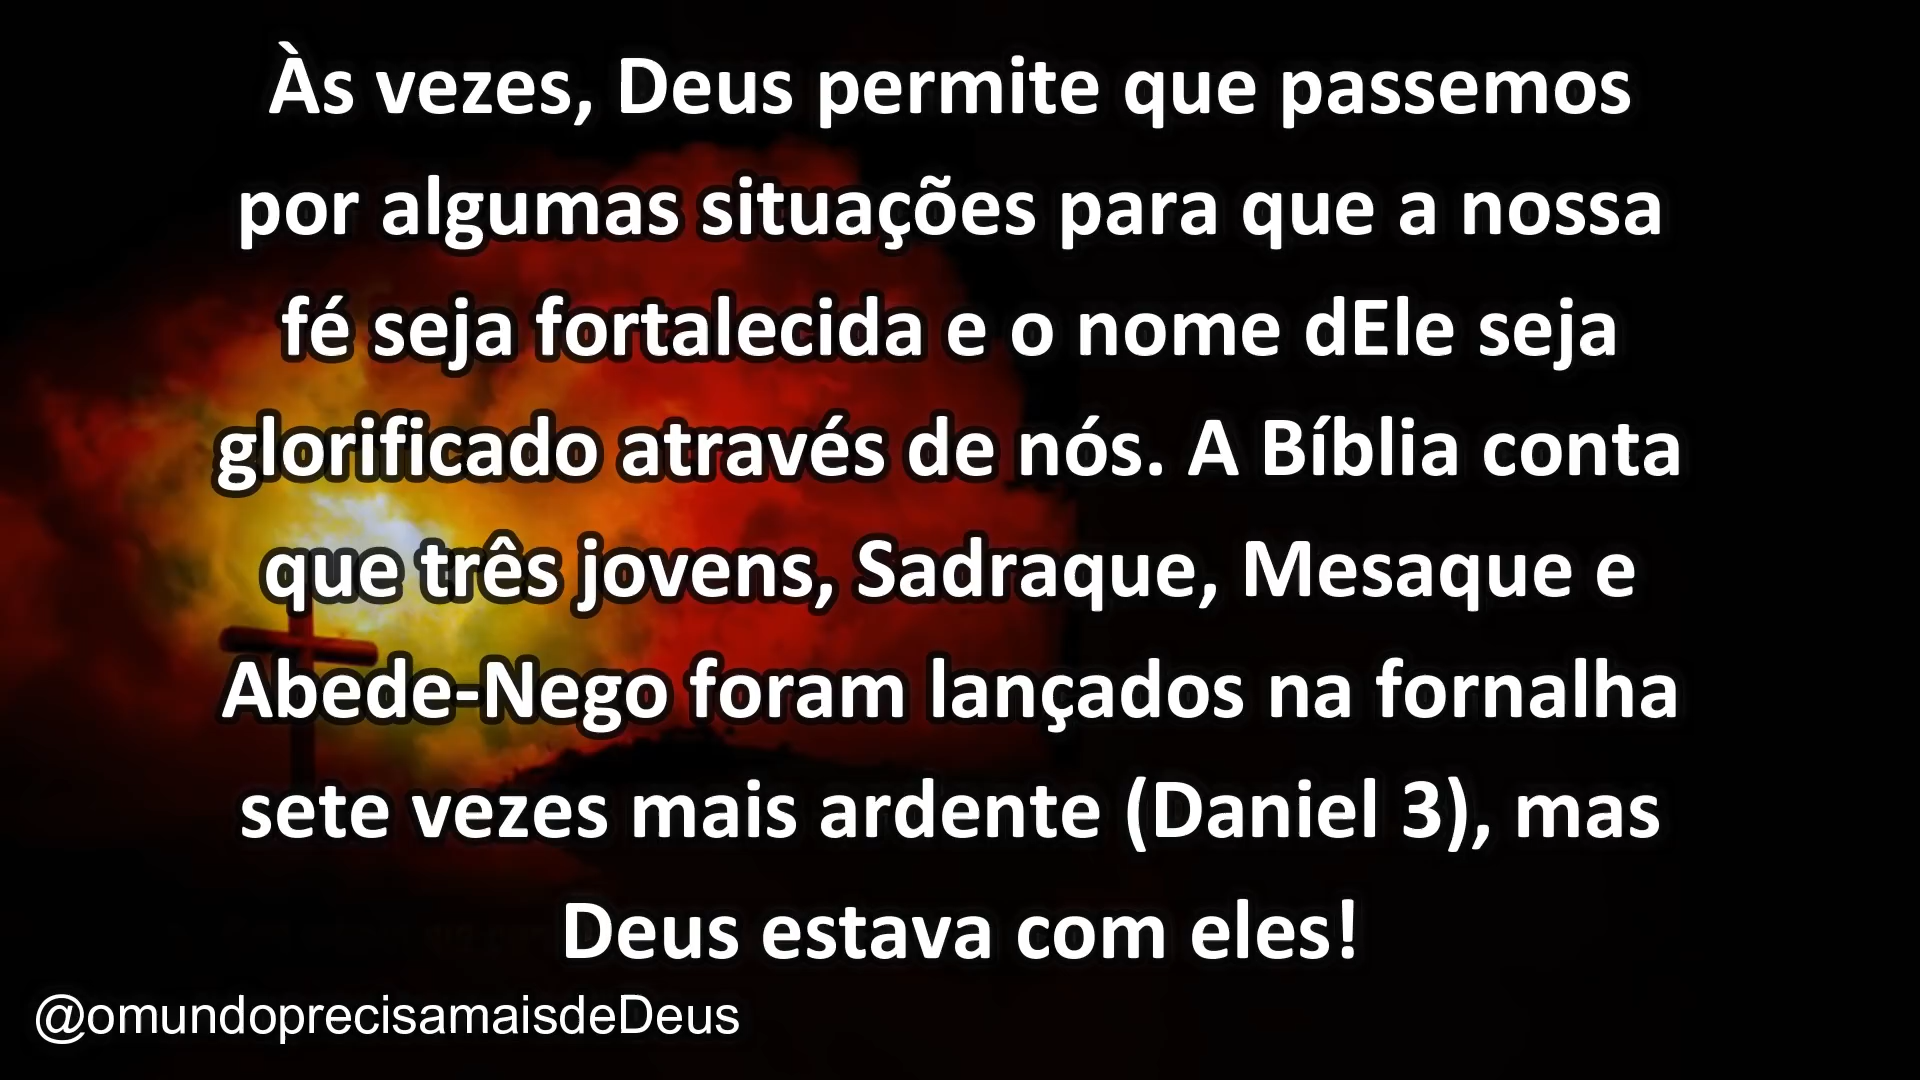 Às vezes, Deus permite que passemos
por algumas situações para que a nossa
fé seja fortalecida e o nome dEle seja
glorificado através de nós. A Bíblia conta
que três jovens, Sadraque, Mesaque e
Abede-Nego foram lançados na fornalha
sete vezes mais ardente (Daniel 3), mas
Deus estava com eles!
@omundoprecisamaisdeDeus